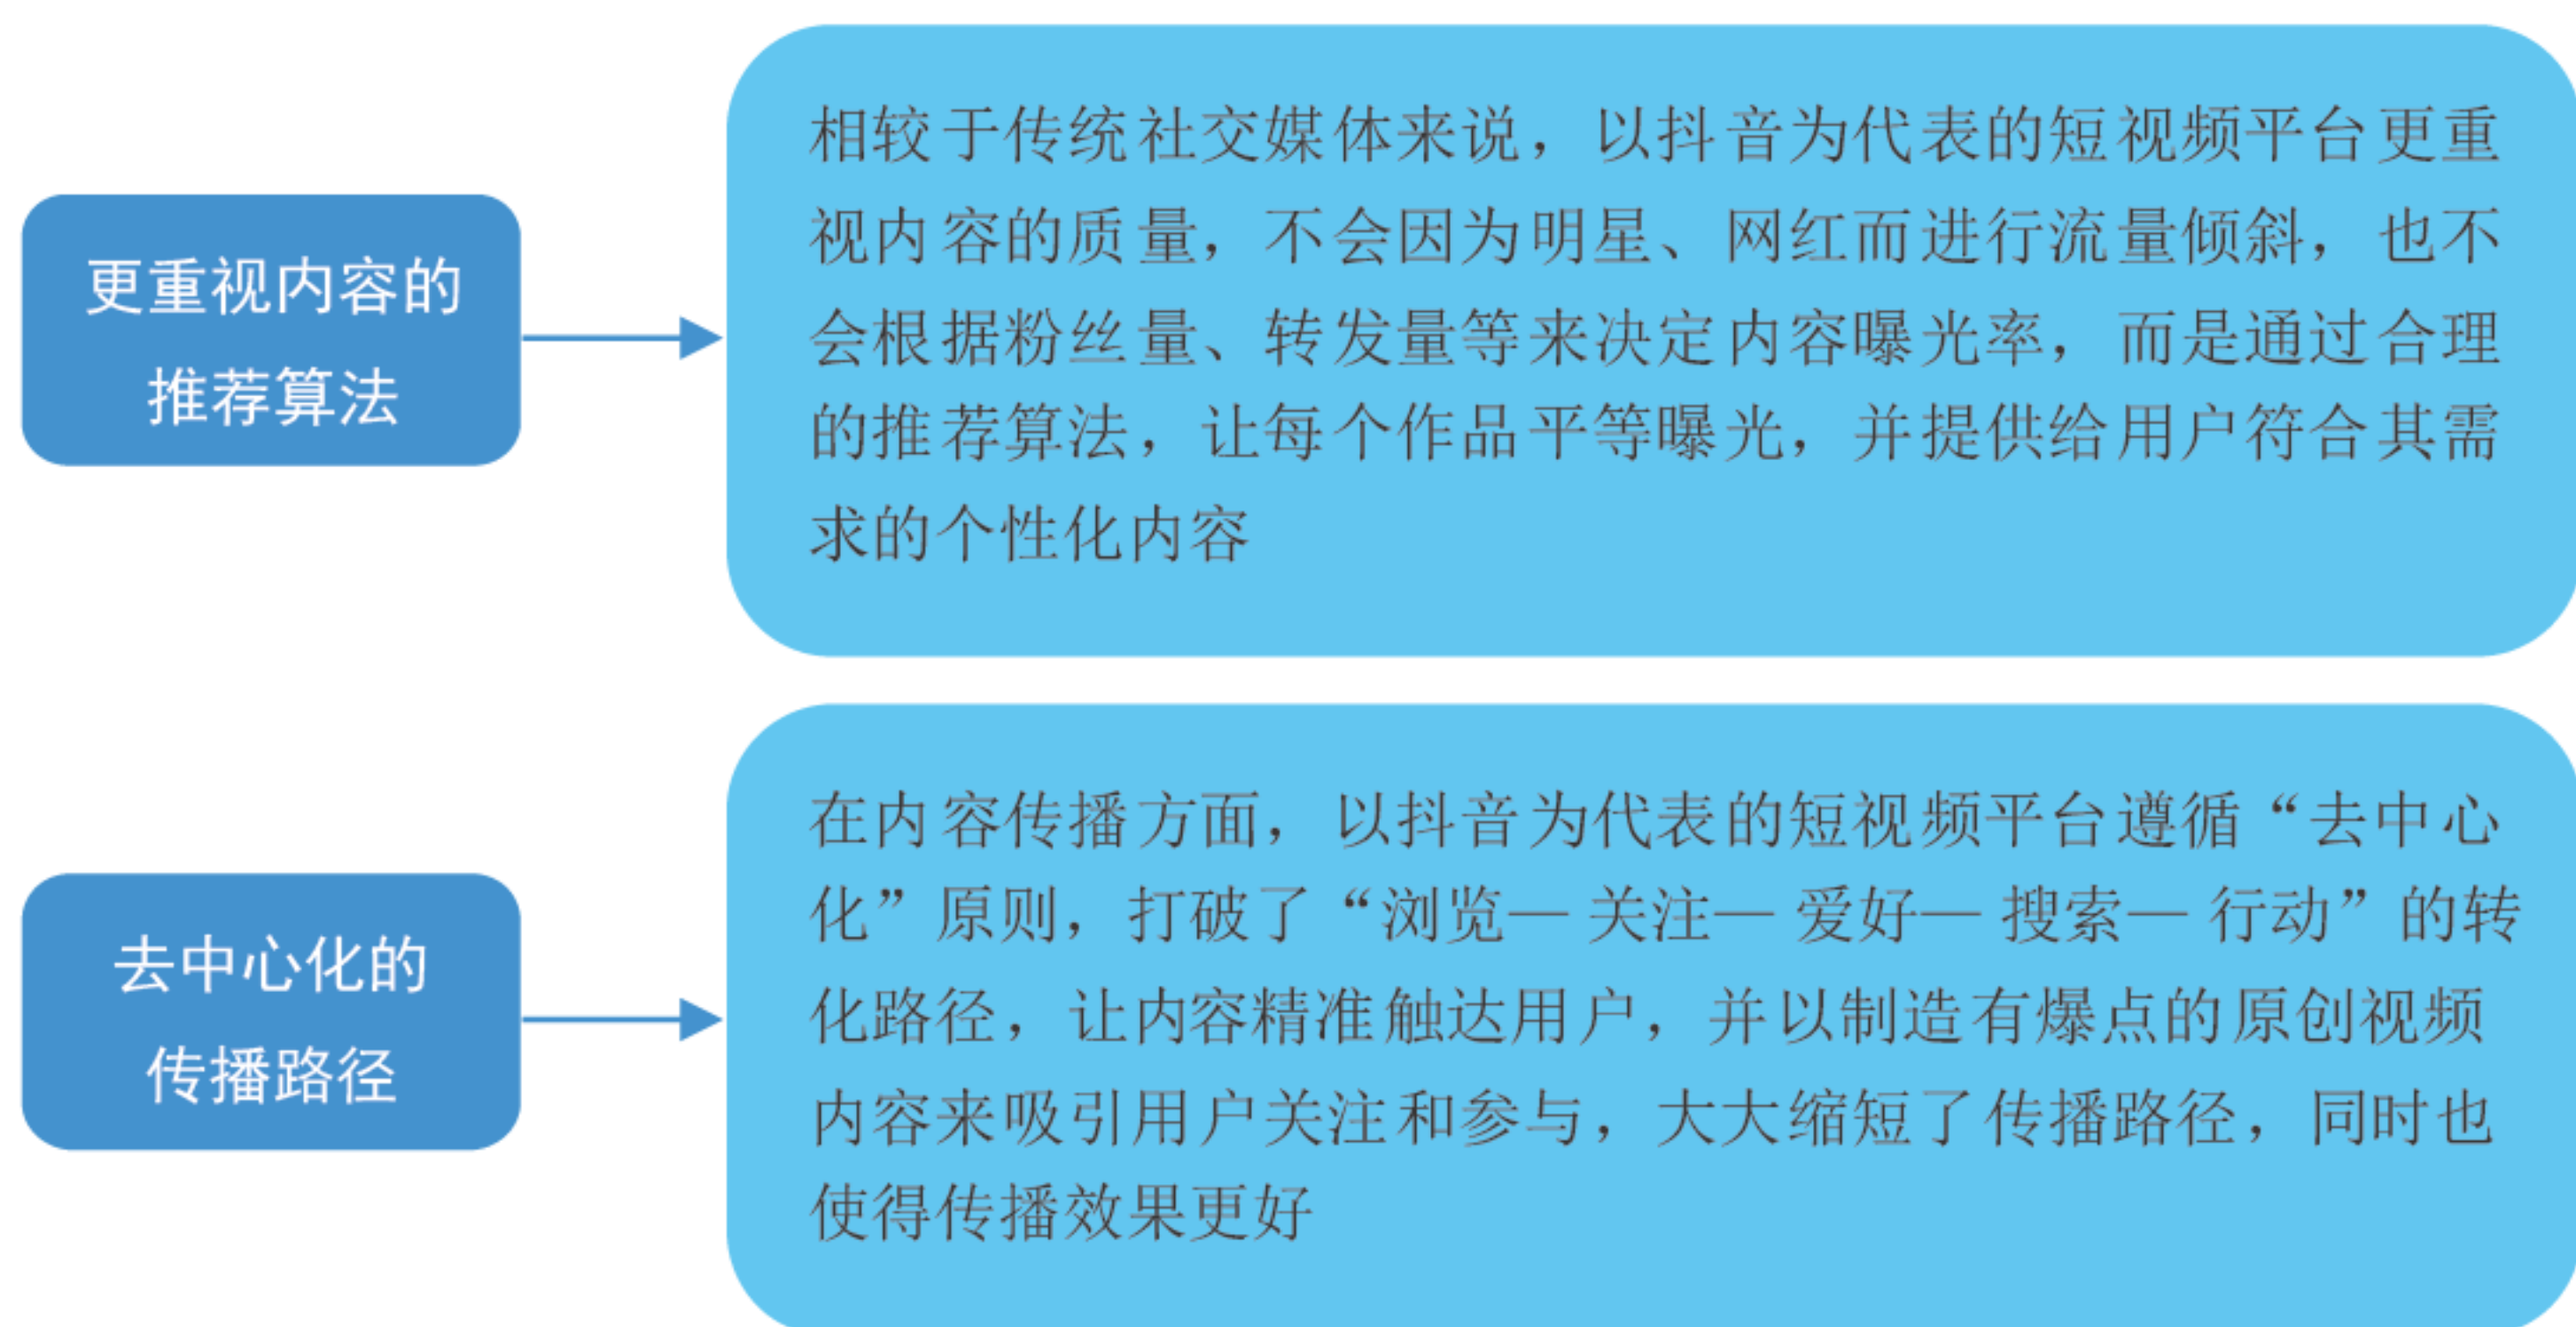 更重视内容的
推荐算法
相较于传统社交媒体来说，以抖音为代表的短视频平台更重
视内容的质量，不会因为明星、网红而进行流量倾斜，也不
会根据粉丝量、转发量等来决定内容曝光率，而是通过合理
的推荐算法，让每个作品平等曝光，并提供给用户符合其需
求的个性化内容
去中心化的
传播路径
在内容传播方面，以抖音为代表的短视频平台遵循“去中心
化”原则，打破了“浏览—关注—爱好—搜索—行动”的转
化路径，让内容精准触达用户，并以制造有爆点的原创视频
内容来吸引用户关注和参与，大大缩短了传播路径，同时也
使得传播效果更好